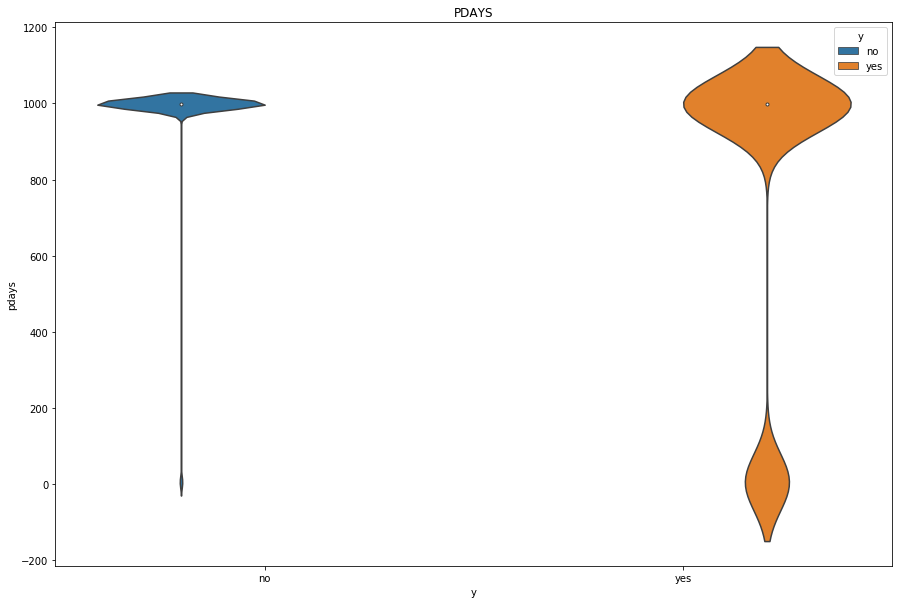 PDAYS
y
no
yes
1200
1000
800
600
400
200
0
−200
pdays
no
yes
y